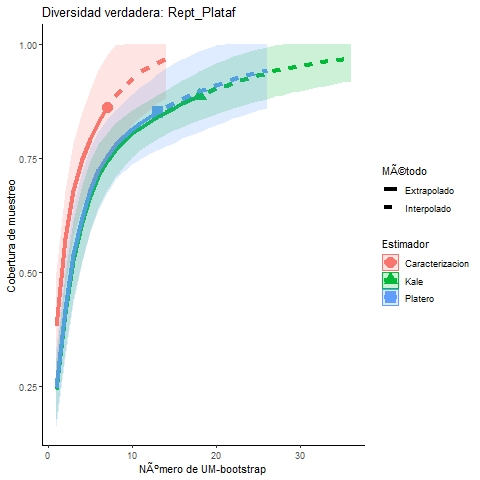 Diversidad verdadera: Rept_Plataf
1.00
0.75
0.50
0.25
Cobertura de muestreo
0
10
20
30
NÃºmero de UM-bootstrap
MÃ©todo
Extrapolado
Interpolado
Estimador
Caracterizacion
Kale
Platero